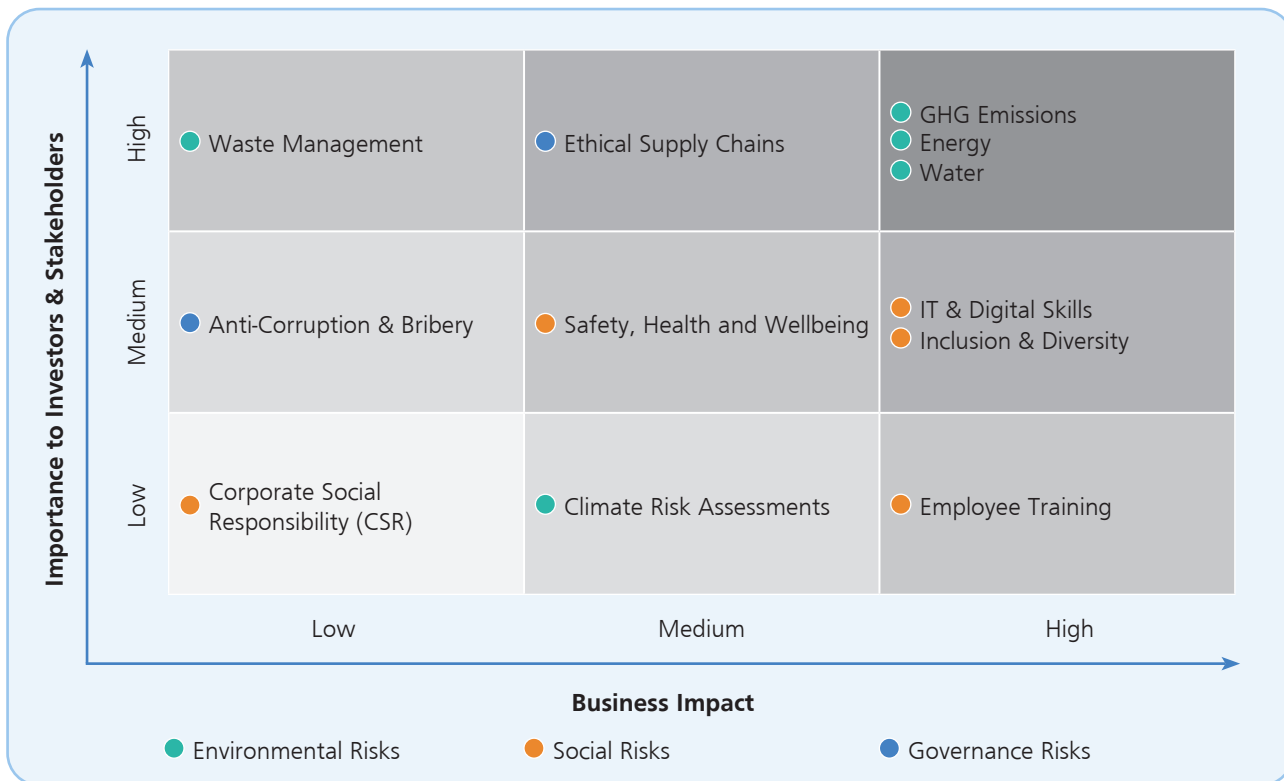 Importance to Investors & Stakeholders
High
Waste Management
Ethical Supply Chains
GHG Emissions
Energy
Water
Medium
Anti-Corruption & Bribery
Safety, Health and Wellbeing
IT & Digital Skills
Inclusion & Diversity
Low
Corporate Social
Responsibility (CSR)
Climate Risk Assessments
Employee Training
Low
Medium
High
Business Impact
Environmental Risks
Social Risks
Governance Risks